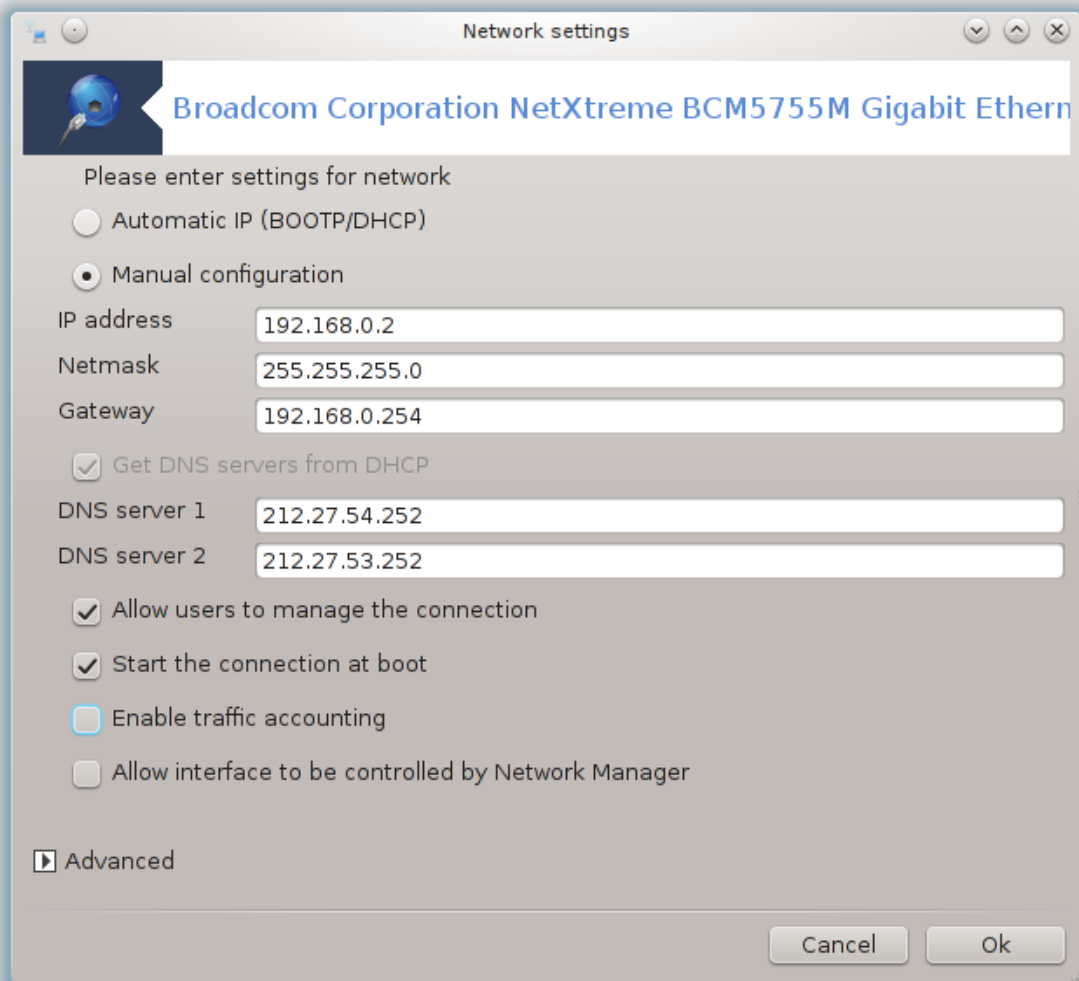 Network settings
Broadcom Corporation NetXtreme BCM5755M Gigabit Ethern
Please enter settings for network
Automatic IP (BOOTP/DHCP)
Manual configuration
IP address 192.168.0.2
Netmask 255.255.255.0
Gateway 192.168.0.254
Get DNS servers from DHCP
DNS server 1 212.27.54.252
DNS server 2 212.27.53.252
Allow users to manage the connection
Start the connection at boot
Enable traffic accounting
Allow interface to be controlled by Network Manager
Advanced
Cancel Ok